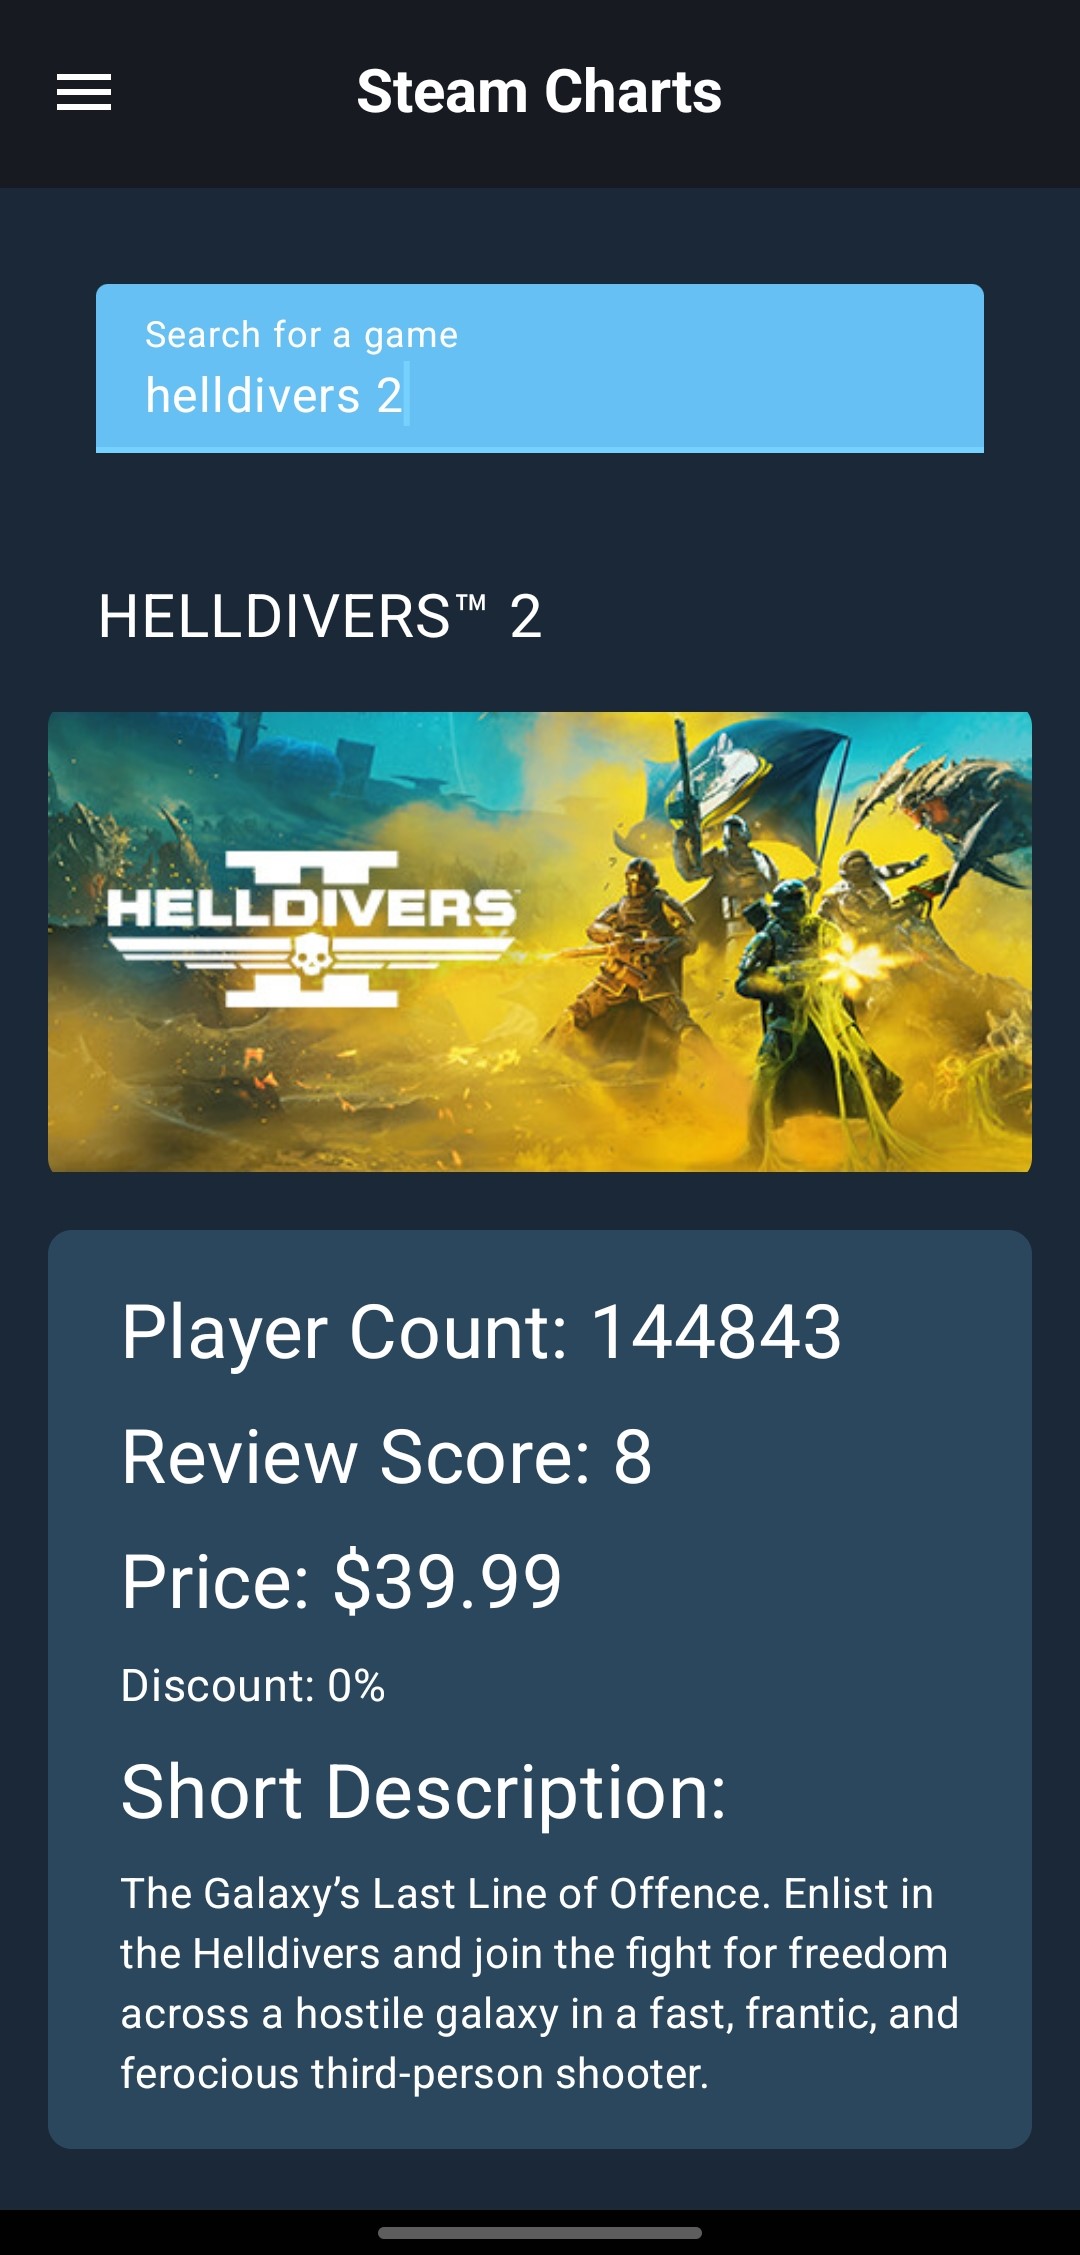 Steam Charts
Search for a game
helldivers 2
HELLDIVERS™ 2
HELLDIVERS™
II
Player Count: 144843
Review Score: 8
Price: $39.99
Discount: 0%
Short Description:
The Galaxy’s Last Line of Offence. Enlist in
the Helldivers and join the fight for freedom
across a hostile galaxy in a fast, frantic, and
ferocious third-person shooter.